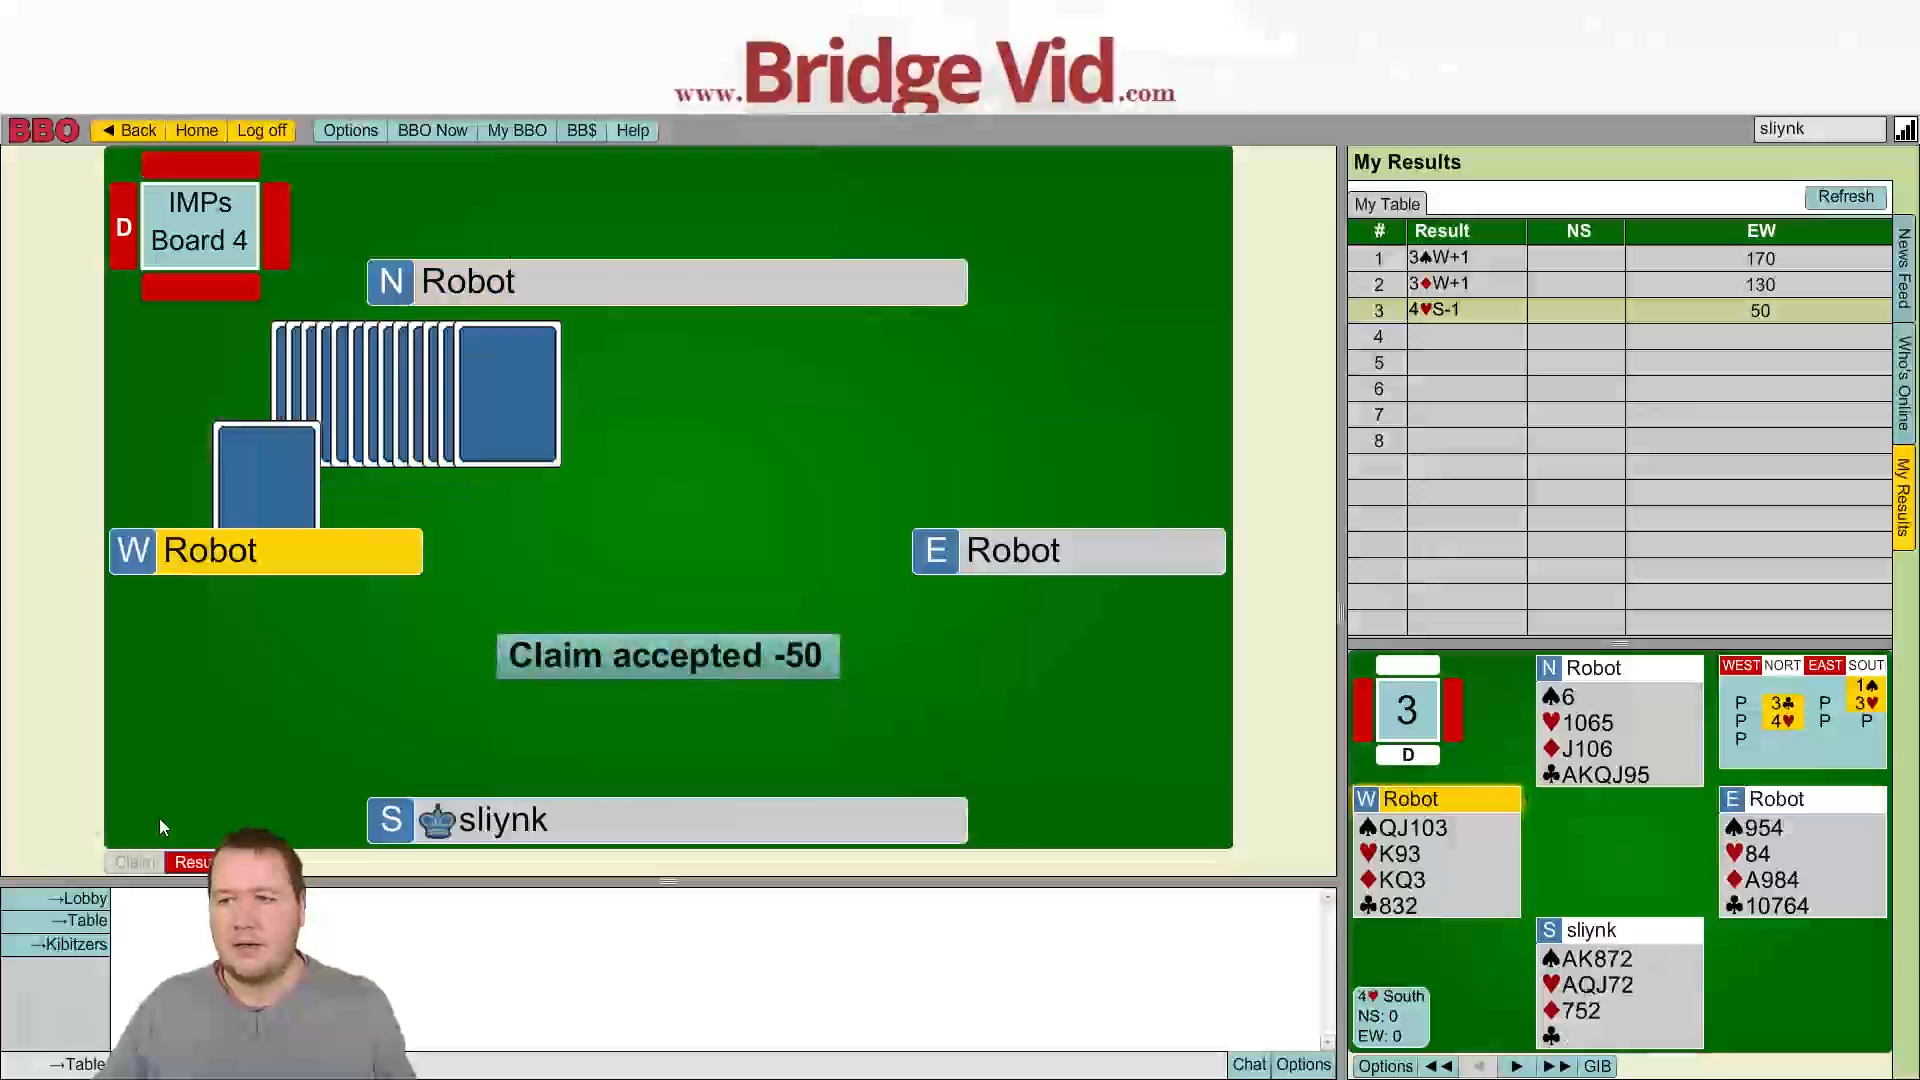 www.Bridge Vid.com
BBO
◄ Back Home Log off Options BBO Now My BBO BB$ Help
sliynk
IMPs
Board 4
D
N Robot
W Robot
E Robot
Claim accepted -50
S sliynk
Claim
→Lobby
→Table
→Kibitzers
→Table
Chat Options
My Results
My Table
Refresh
# Result NS EW
1 3♠W+1 170
2 3♦W+1 130
3 4♥S-1 50
4
5
6
7
8
News Feed
Who's Online
My Results
3
D
N Robot
♠6
♥1065
♦J106
♣AKQJ95
WEST NORT EAST SOUT
1♠
P 3♣ P 3♥
P 4♥ P P
P
W Robot
♠QJ103
♥K93
♦KQ3
♣832
E Robot
♠954
♥84
♦A984
♣10764
S sliynk
♠AK872
♥AQJ72
♦752
♣
4♥ South
NS: 0
EW: 0
Options ◄◄ ◄ ► ►► GIB